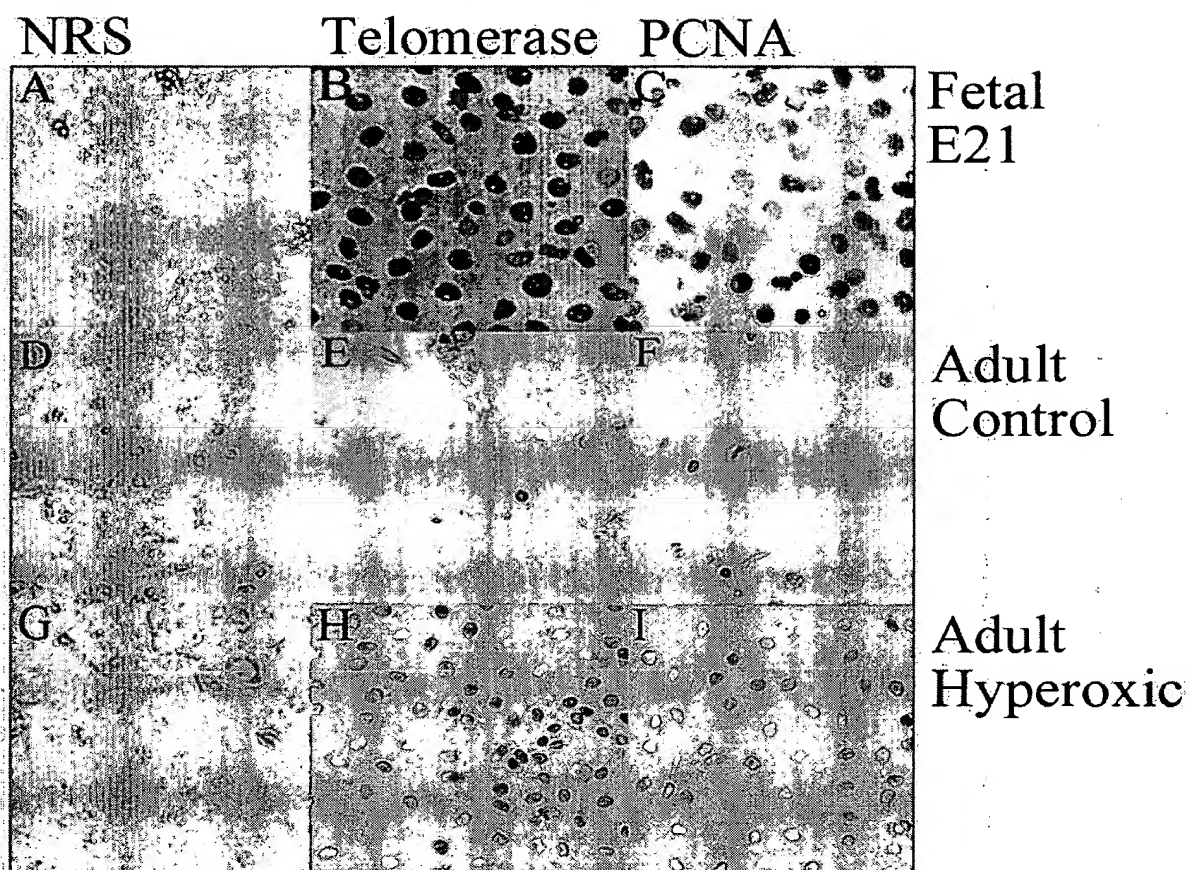 NRS Telomerase PCNA
A B C
Fetal
E21
D E F
Adult
Control
G H I
Adult
Hyperoxic